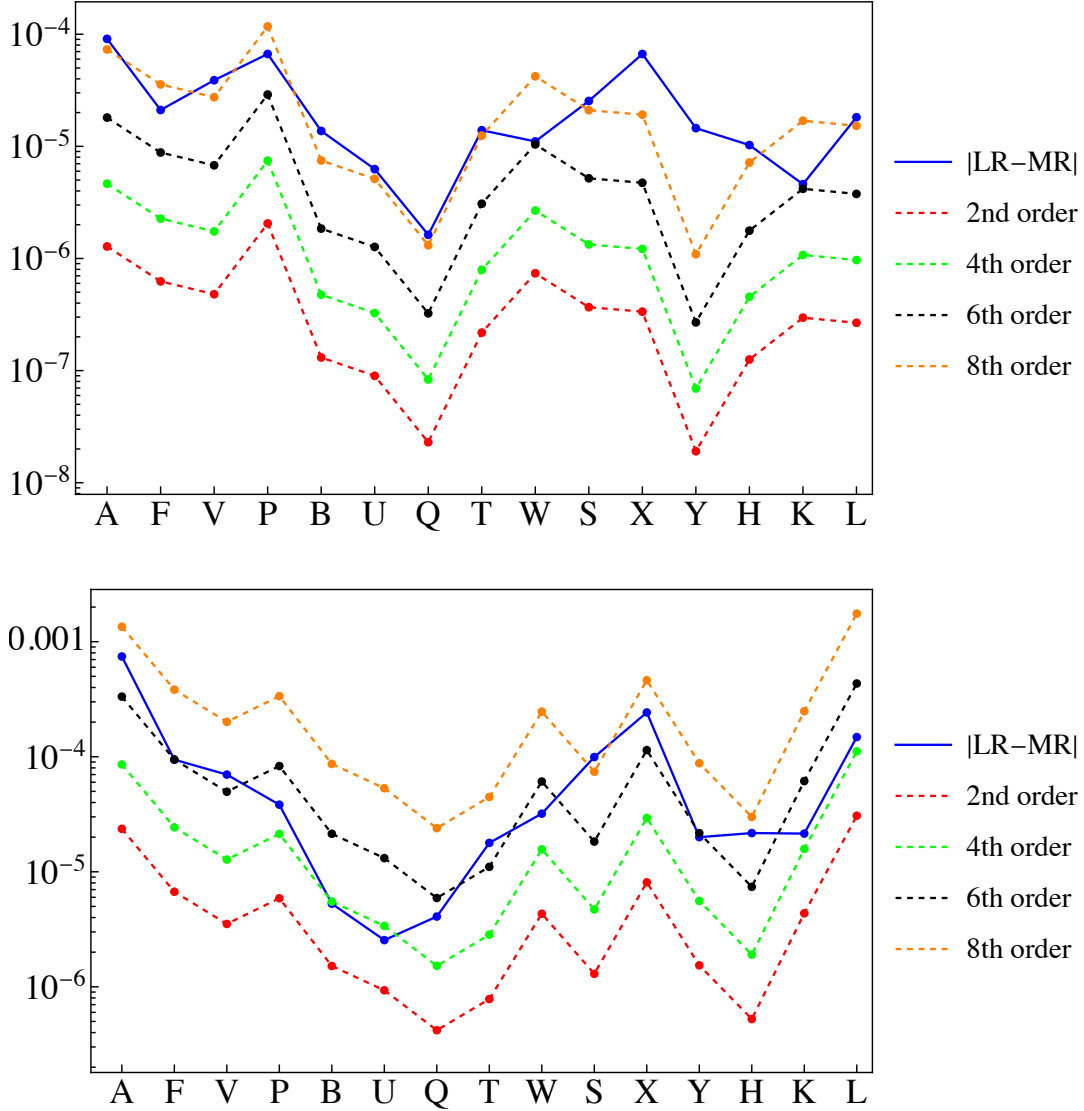 10⁻⁴
10⁻⁵
10⁻⁶
10⁻⁷
10⁻⁸
A F V P B U Q T W S X Y H K L
|LR−MR|
2nd order
4th order
6th order
8th order
0.001
10⁻⁴
10⁻⁵
10⁻⁶
A F V P B U Q T W S X Y H K L
|LR−MR|
2nd order
4th order
6th order
8th order